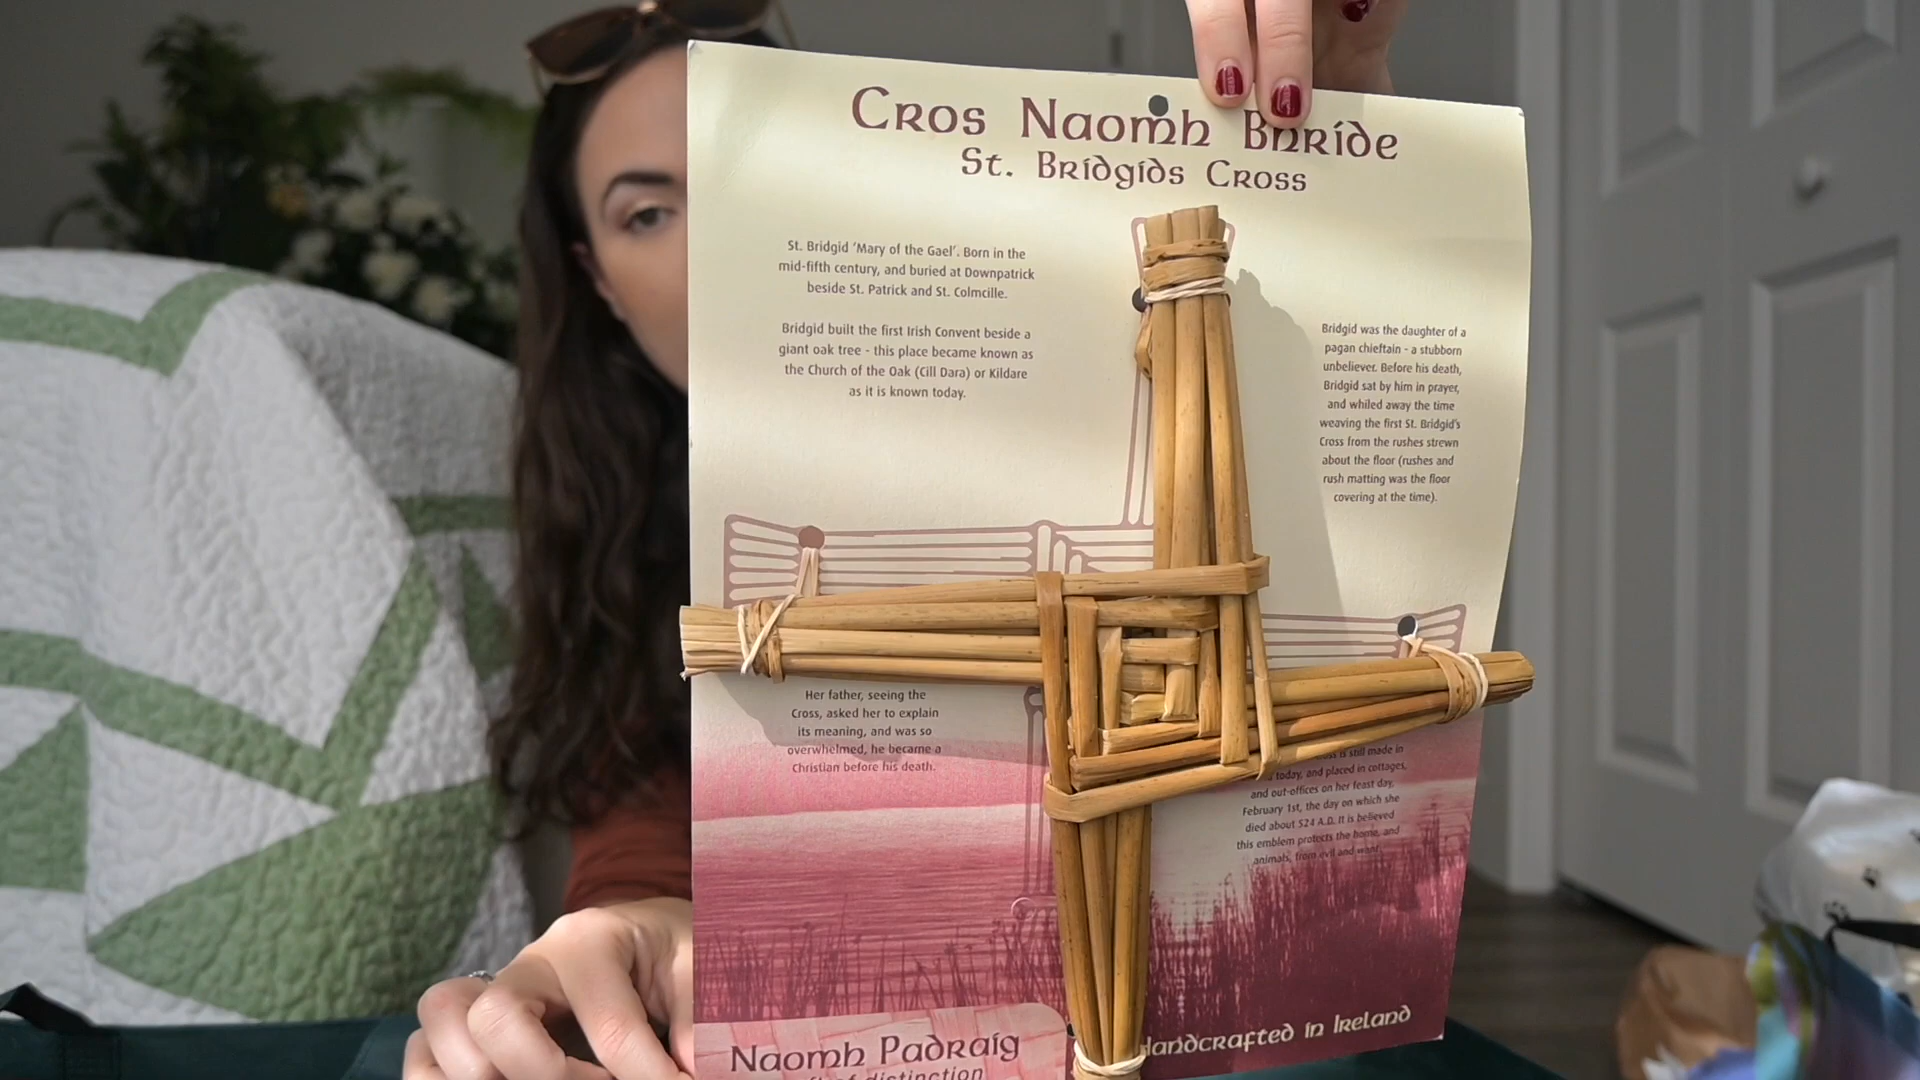 Cros Naomh Bhríde
St. Bridgids Cross
St. Bridgid 'Mary of the Gael'. Born in the
mid-fifth century, and buried at Downpatrick
beside St. Patrick and St. Colmcille.
Bridgid built the first Irish Convent beside a
giant oak tree - this place became known as
the Church of the Oak (Cill Dara) or Kildare
as it is known today.
Bridgid was the daughter of a
pagan chieftain - a stubborn
unbeliever. Before his death,
Bridgid sat by him in prayer,
and whiled away the time
weaving the first St. Bridgid's
Cross from the rushes strewn
about the floor (rushes and
rush matting was the floor
covering at the time).
Her father, seeing the
Cross, asked her to explain
its meaning, and was so
overwhelmed, he became a
Christian before his death.
is still made in
today, and placed in cottages,
and out-offices on her feast day,
February 1st, the day on which she
died about 524 A.D. It is believed
this emblem protects the home, and
animals, from evil and want.
Naomh Padraig
of distinction
Handcrafted in Ireland